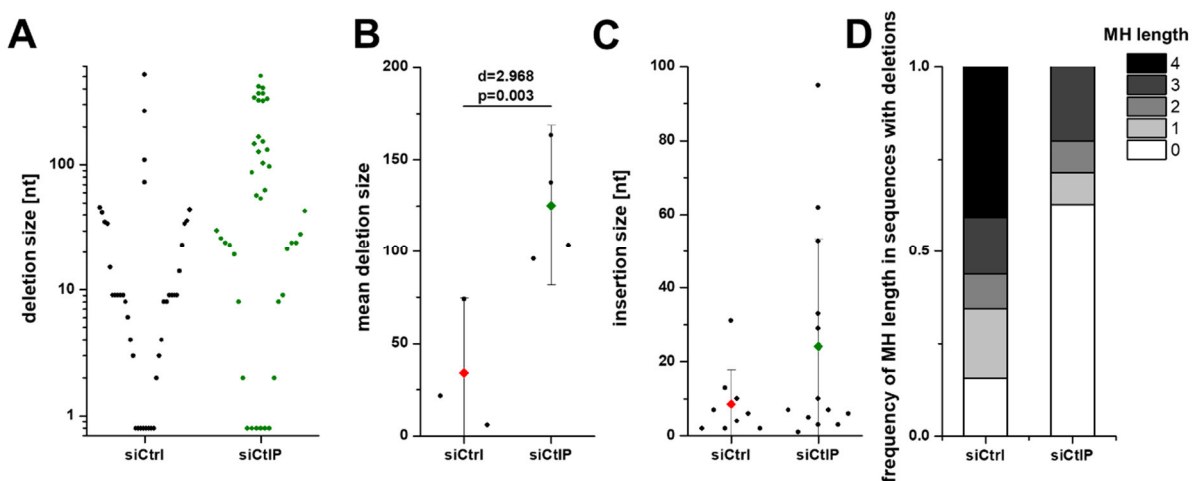 A
deletion size [nt]
100
10
1
siCtrl
siCtIP
B
mean deletion size
200
150
100
50
0
d=2.968
p=0.003
siCtrl
siCtIP
C
insertion size [nt]
100
80
60
40
20
0
siCtrl
siCtIP
D
frequency of MH length in sequences with deletions
1.0
0.5
0.0
siCtrl
siCtIP
MH length
4
3
2
1
0